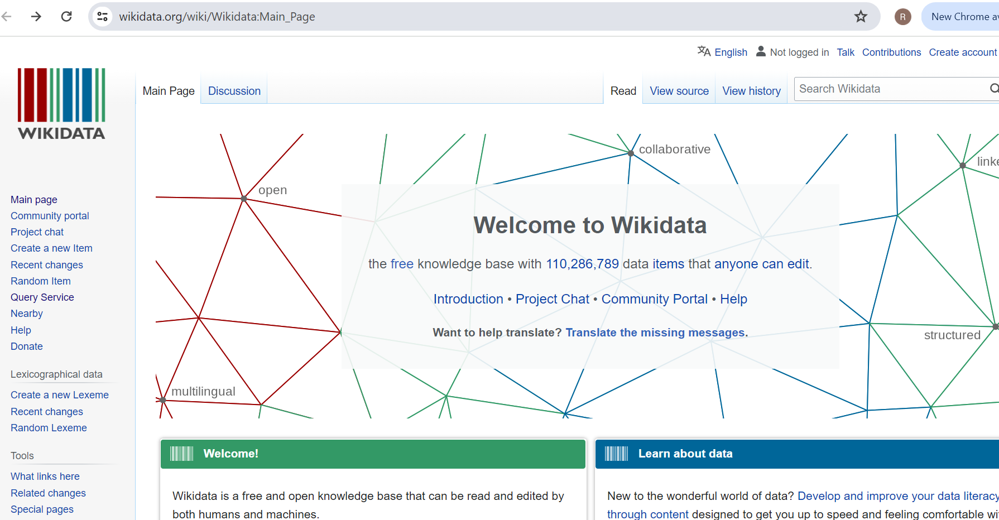 wikidata.org/wiki/Wikidata:Main_Page
R
New Chrome av
English
Not logged in
Talk
Contributions
Create account
WIKIDATA
Main Page
Discussion
Read
View source
View history
Search Wikidata
collaborative
open
linke
Welcome to Wikidata
the free knowledge base with 110,286,789 data items that anyone can edit.
Introduction • Project Chat • Community Portal • Help
Want to help translate? Translate the missing messages.
structured
multilingual
Main page
Community portal
Project chat
Create a new Item
Recent changes
Random Item
Query Service
Nearby
Help
Donate
Lexicographical data
Create a new Lexeme
Recent changes
Random Lexeme
Tools
What links here
Related changes
Special pages
Welcome!
Wikidata is a free and open knowledge base that can be read and edited by
both humans and machines.
Learn about data
New to the wonderful world of data? Develop and improve your data literacy
through content designed to get you up to speed and feeling comfortable wi